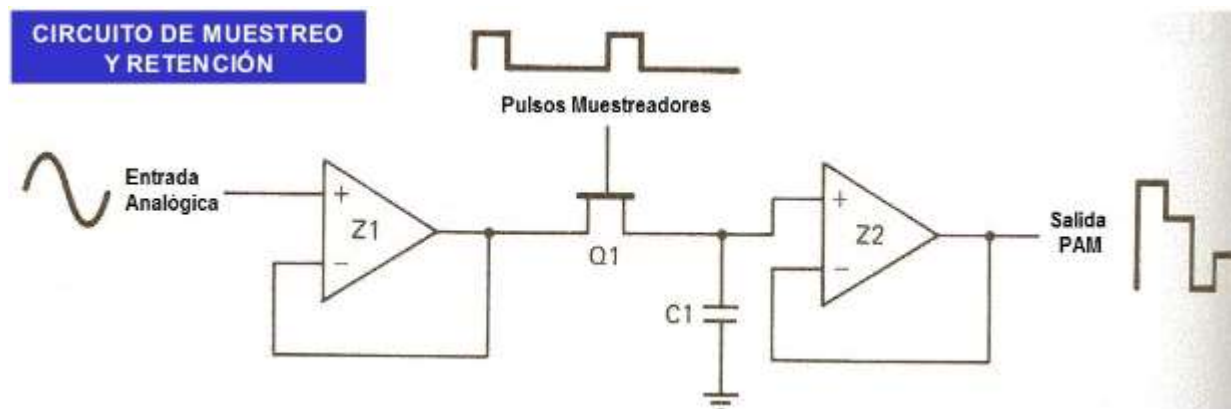 CIRCUITO DE MUESTREO
Y RETENCIÓN
Pulsos Muestreadores
Entrada
Analógica
+
Z1
−
Q1
C1
+
Z2
−
Salida
PAM